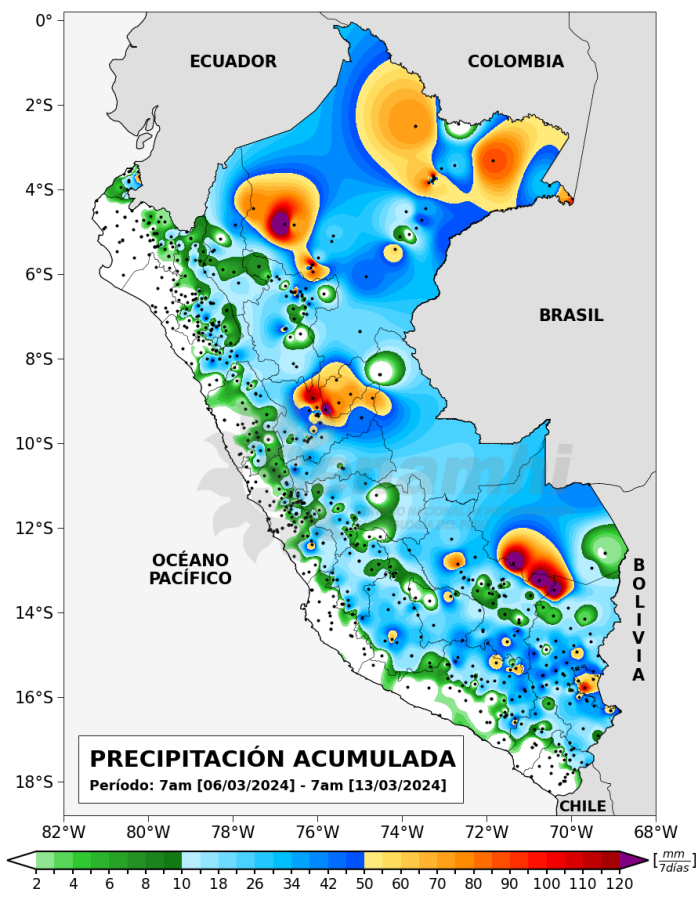 0°
ECUADOR
COLOMBIA
2°S
4°S
6°S
BRASIL
8°S
10°S
senamhi
12°S
OCÉANO
PACÍFICO
B
O
L
I
V
I
A
14°S
16°S
PRECIPITACIÓN ACUMULADA
Período: 7am [06/03/2024] - 7am [13/03/2024]
18°S
CHILE
82°W 80°W 78°W 76°W 74°W 72°W 70°W 68°W
2 4 6 8 10 18 26 34 42 50 60 70 80 90 100 110 120
[mm/7días]